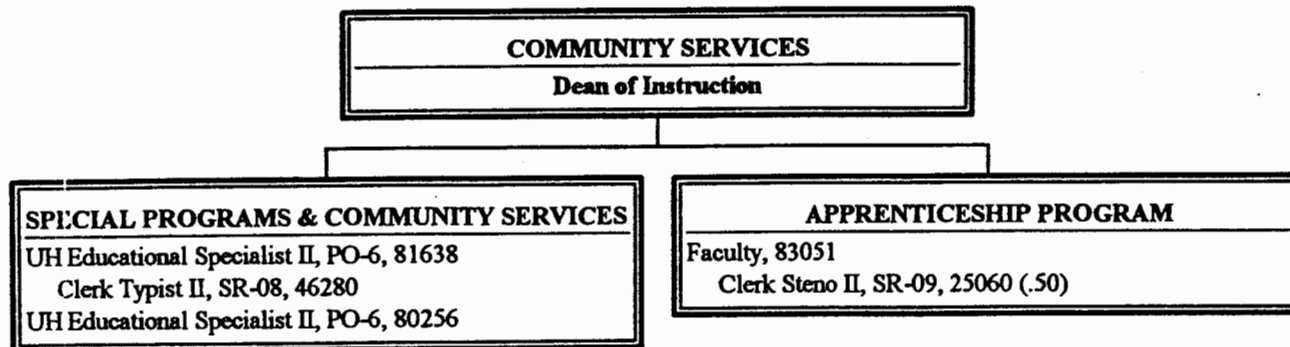 COMMUNITY SERVICES
Dean of Instruction
SPECIAL PROGRAMS & COMMUNITY SERVICES
UH Educational Specialist II, PO-6, 81638
Clerk Typist II, SR-08, 46280
UH Educational Specialist II, PO-6, 80256
APPRENTICESHIP PROGRAM
Faculty, 83051
Clerk Steno II, SR-09, 25060 (.50)